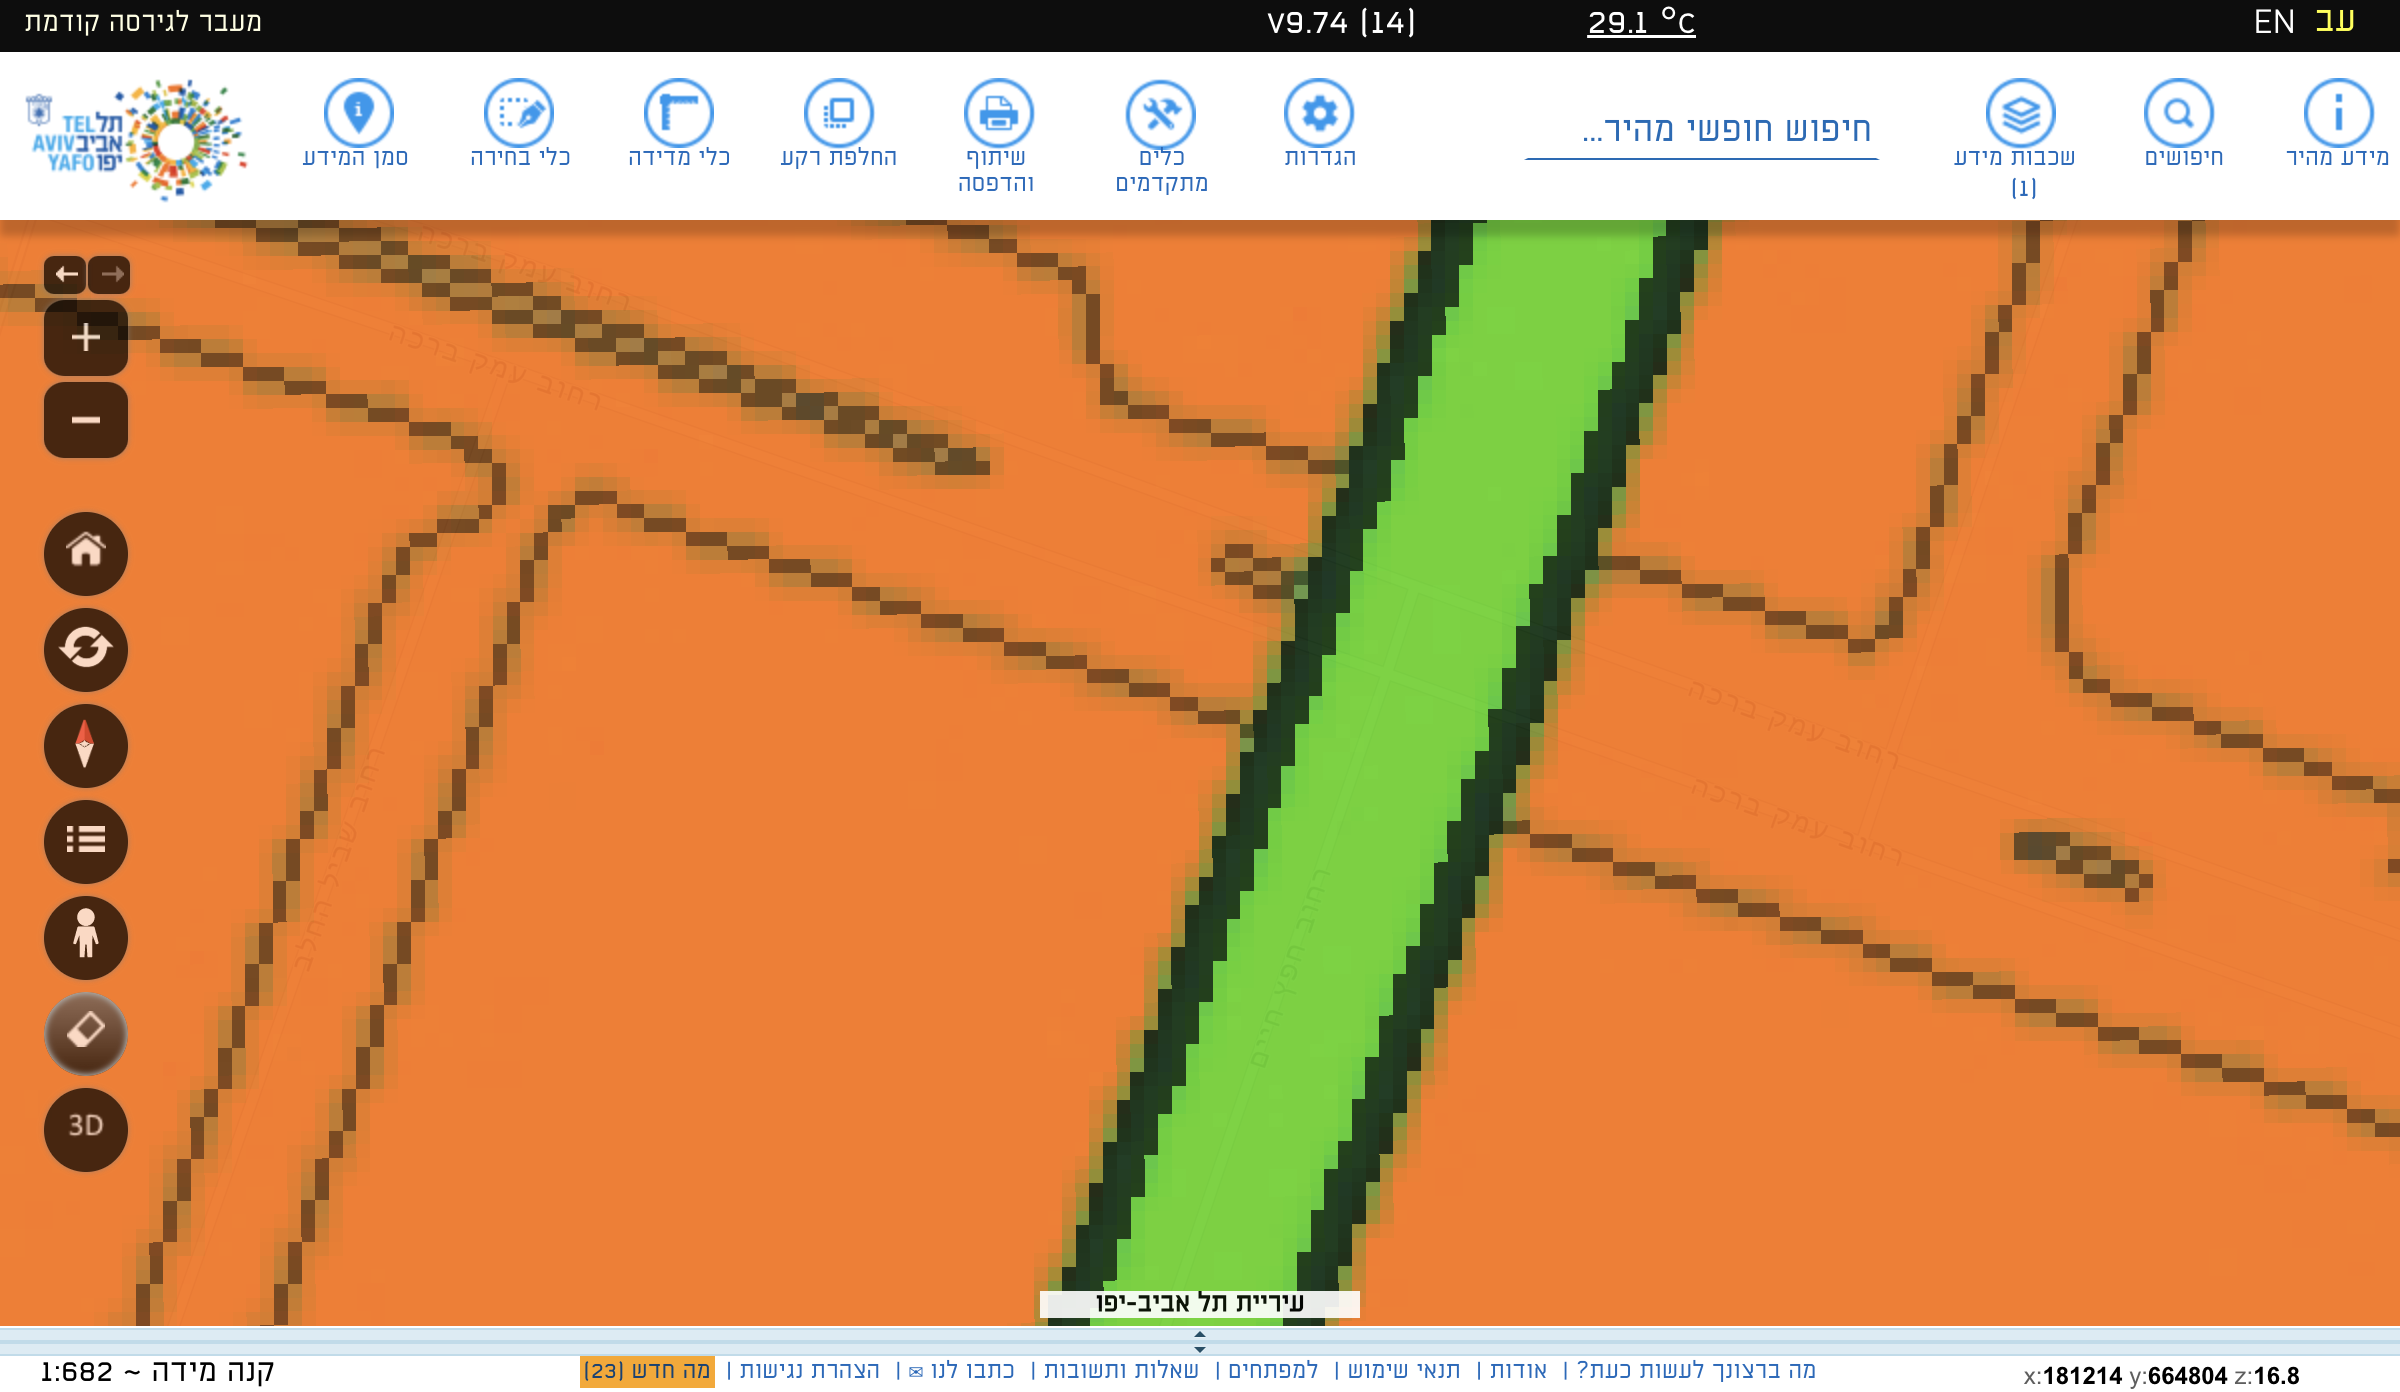 עב EN
29.1 °C
V9.74 (14)
מעבר לגירסה קודמת
מידע מהיר
חיפושים
שכבות מידע
(1)
חיפוש חופשי מהיר...
הגדרות
כלים
מתקדמים
שיתוף
והדפסה
החלפת רקע
כלי מדידה
כלי בחירה
סמן המידע
TEL תל
AVIV אביב
YAFO יפו
רחוב עמק ברכה
רחוב עמק ברכה
רחוב עמק ברכה
רחוב עמק ברכה
רחוב שביל החלב
רחוב חפץ חיים
3D
עיריית תל אביב-יפו
x:181214 y:664804 z:16.8
מה ברצונך לעשות כעת? | אודות | תנאי שימוש | למפתחים | שאלות ותשובות | כתבו לנו ✉ | הצהרת נגישות | מה חדש (23)
קנה מידה ~ 1:682